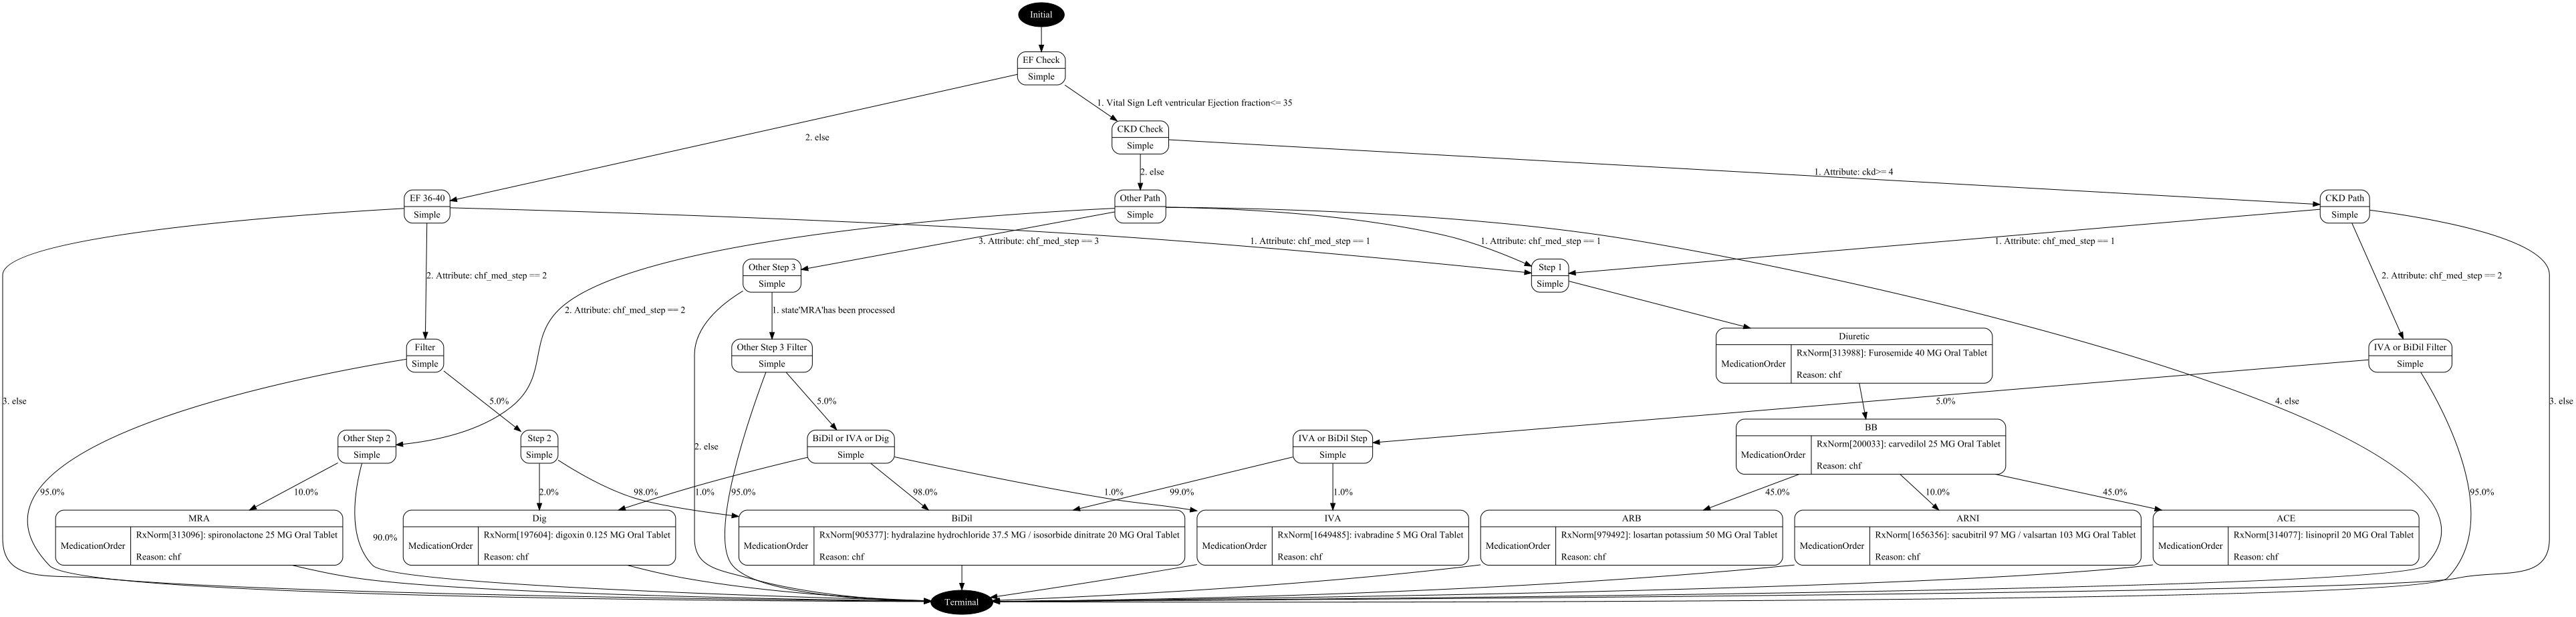 Initial
EF Check
Simple
1. Vital Sign Left ventricular Ejection fraction<= 35
2. else
CKD Check
Simple
2. else
1. Attribute: ckd>= 4
EF 36-40
Simple
Other Path
Simple
CKD Path
Simple
3. Attribute: chf_med_step == 3
1. Attribute: chf_med_step == 1
1. Attribute: chf_med_step == 1
1. Attribute: chf_med_step == 1
2. Attribute: chf_med_step == 2
Other Step 3
Simple
Step 1
Simple
2. Attribute: chf_med_step == 2
2. Attribute: chf_med_step == 2
1. state'MRA'has been processed
Filter
Simple
Other Step 3 Filter
Simple
Diuretic
MedicationOrder
RxNorm[313988]: Furosemide 40 MG Oral Tablet
Reason: chf
IVA or BiDil Filter
Simple
3. else
5.0%
5.0%
5.0%
4. else
3. else
Other Step 2
Simple
Step 2
Simple
2. else
BiDil or IVA or Dig
Simple
IVA or BiDil Step
Simple
BB
MedicationOrder
RxNorm[200033]: carvedilol 25 MG Oral Tablet
Reason: chf
95.0%
10.0%
2.0%
98.0%
1.0%
95.0%
98.0%
1.0%
99.0%
1.0%
45.0%
10.0%
45.0%
95.0%
MRA
MedicationOrder
RxNorm[313096]: spironolactone 25 MG Oral Tablet
Reason: chf
90.0%
Dig
MedicationOrder
RxNorm[197604]: digoxin 0.125 MG Oral Tablet
Reason: chf
BiDil
MedicationOrder
RxNorm[905377]: hydralazine hydrochloride 37.5 MG / isosorbide dinitrate 20 MG Oral Tablet
Reason: chf
IVA
MedicationOrder
RxNorm[1649485]: ivabradine 5 MG Oral Tablet
Reason: chf
ARB
MedicationOrder
RxNorm[979492]: losartan potassium 50 MG Oral Tablet
Reason: chf
ARNI
MedicationOrder
RxNorm[1656356]: sacubitril 97 MG / valsartan 103 MG Oral Tablet
Reason: chf
ACE
MedicationOrder
RxNorm[314077]: lisinopril 20 MG Oral Tablet
Reason: chf
Terminal